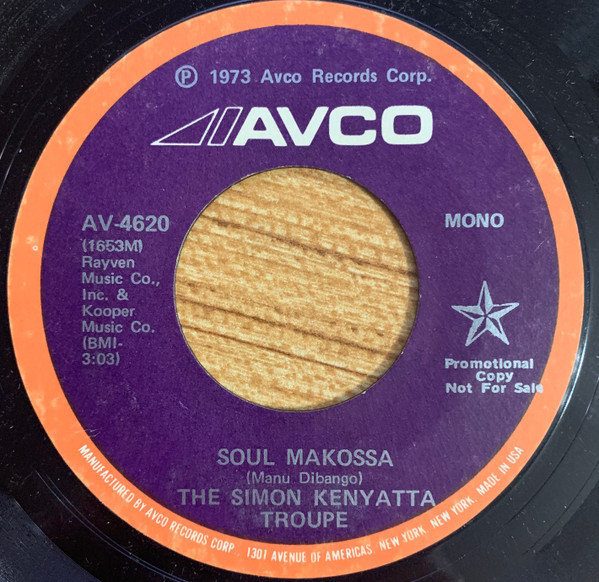 ℗ 1973 Avco Records Corp.
AVCO
AV-4620
(1653M)
Rayven
Music Co.,
Inc. &
Kooper
Music Co.
(BMI-
3:03)
MONO
Promotional
Copy
Not For Sale
SOUL MAKOSSA
(Manu Dibango)
THE SIMON KENYATTA
TROUPE
MANUFACTURED BY AVCO RECORDS CORP. 1301 AVENUE OF AMERICAS, NEW YORK, NEW YORK. MADE IN USA